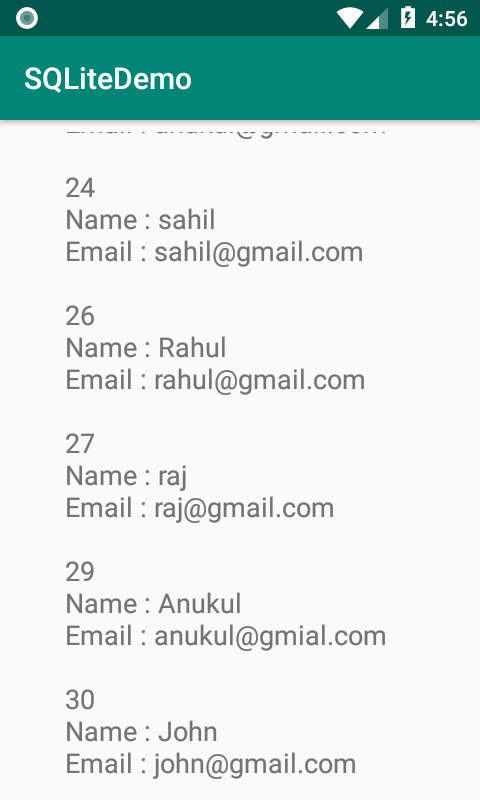 4:56
SQLiteDemo
24
Name : sahil
Email : sahil@gmail.com
26
Name : Rahul
Email : rahul@gmail.com
27
Name : raj
Email : raj@gmail.com
29
Name : Anukul
Email : anukul@gmial.com
30
Name : John
Email : john@gmail.com